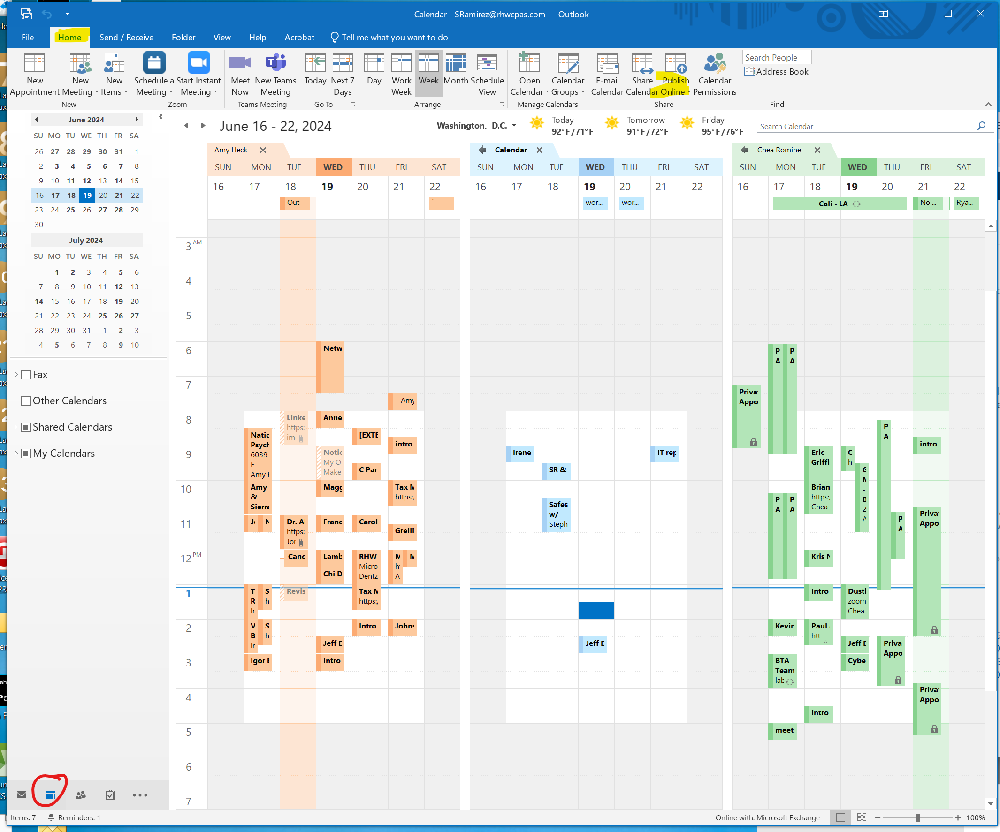 Calendar - SRamirez@rhwcpas.com - Outlook
File Home Send / Receive Folder View Help Acrobat Tell me what you want to do
New Appointment New Meeting New Items Schedule a Meeting Start Instant Meeting Meet Now New Teams Meeting Today Next 7 Days Day Work Week Week Month Schedule View Open Calendar Calendar Groups E-mail Calendar Share Calendar Publish Online Calendar Permissions Search People
Address Book
New Zoom Teams Meeting Go To Arrange Manage Calendars Share Find
June 2024
SU MO TU WE TH FR SA
26 27 28 29 30 31 1
2 3 4 5 6 7 8
9 10 11 12 13 14 15
16 17 18 19 20 21 22
23 24 25 26 27 28 29
30
July 2024
SU MO TU WE TH FR SA
1 2 3 4 5 6
7 8 9 10 11 12 13
14 15 16 17 18 19 20
21 22 23 24 25 26 27
28 29 30 31 1 2 3
4 5 6 7 8 9 10
Fax
Other Calendars
Shared Calendars
My Calendars
June 16 - 22, 2024
Washington, D.C.
Today
92°F/71°F
Tomorrow
91°F/72°F
Friday
95°F/76°F
Search Calendar
Amy Heck
SUN MON TUE WED THU FRI SAT
16 17 18 19 20 21 22
Out `
3 AM
4
5
6
7
8
9
10
11
12 PM
1
2
3
4
5
6
7
Natic
Psych
6039
E
Amy F
Amy
&
Sierra
J N
T
R
In
S
h
V
B
In
S
h
Igor E
Linke
https:,
im
Dr. Al
https:,
Jor
Canc
Revis
Netw
Anne
Notic
My O
Make
Magg
Franc
Lamb
Chi D
Jeff D
Intro
[EXTE
C Par
Carol
RHW
Micro
Dentz
Tax M
https:,
Intro
Amy
intro
Tax M
https:,
Grelli
M
h
A
M
Johns
Calendar
SUN MON TUE WED THU FRI SAT
16 17 18 19 20 21 22
wor... wor...
Irene
SR &
Safes
w/
Steph
Jeff D
IT rep
Chea Romine
SUN MON TUE WED THU FRI SAT
16 17 18 19 20 21 22
Cali - LA No ... Rya...
Priva
Appo
P
A
P
A
P
A
P
A
Kevin
BTA
Team
lab
meet
Eric
Griffi
Brian
https:,
Chea
Kris N
Intro
Paul
htt
intro
C
h
G
M
-
B
2
A
Dusti
zoom
Chea
Jeff D
Cybe
P
A
P
A
Priva
Appo
intro
Priva
Appo
Priva
Appo
Items: 7 Reminders: 1
Online with: Microsoft Exchange 100%